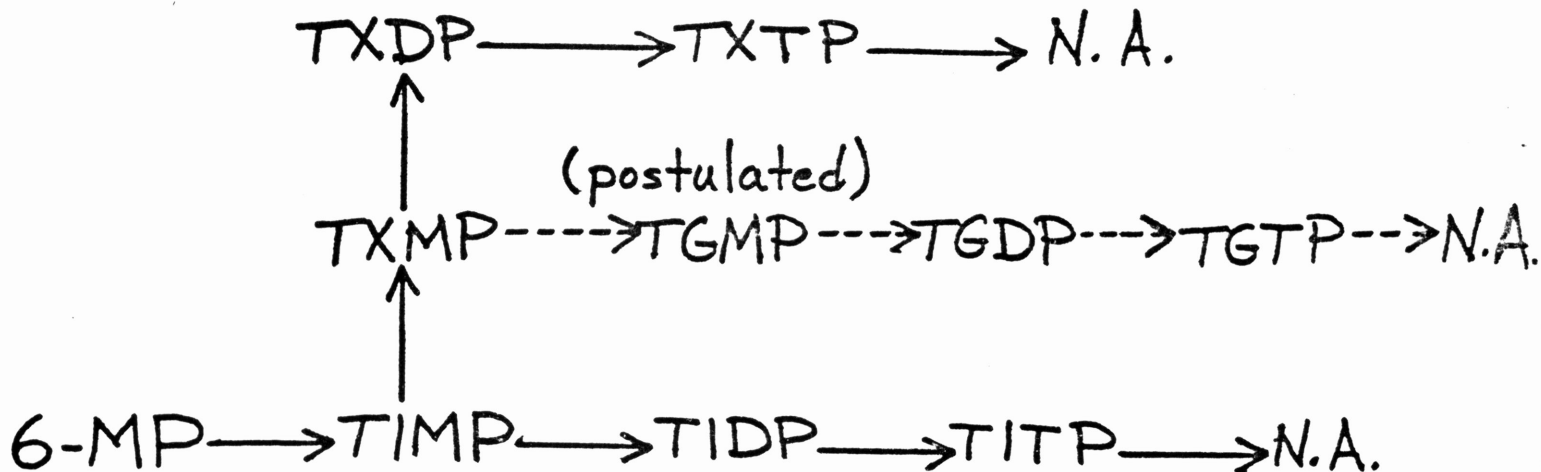 TXDP → TXTP → N.A.
(postulated)
TXMP ---> TGMP ---> TGDP ---> TGTP ---> N.A.
6-MP → TIMP → TIDP → TITP → N.A.